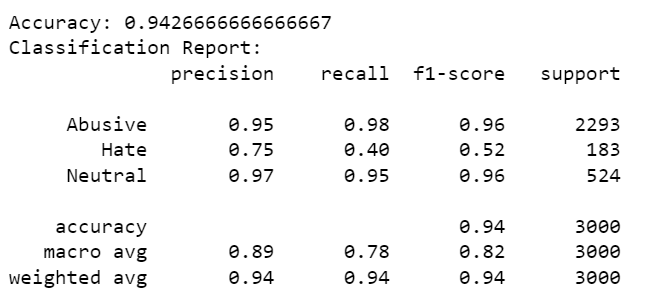 Accuracy: 0.9426666666666667
Classification Report:
precision recall f1-score support
Abusive 0.95 0.98 0.96 2293
Hate 0.75 0.40 0.52 183
Neutral 0.97 0.95 0.96 524
accuracy 0.94 3000
macro avg 0.89 0.78 0.82 3000
weighted avg 0.94 0.94 0.94 3000